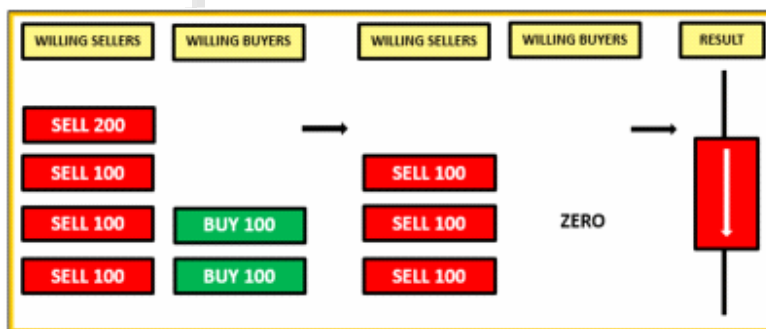 WILLING SELLERS WILLING BUYERS WILLING SELLERS WILLING BUYERS RESULT
SELL 200
SELL 100 SELL 100
SELL 100 BUY 100 SELL 100 ZERO
SELL 100 BUY 100 SELL 100